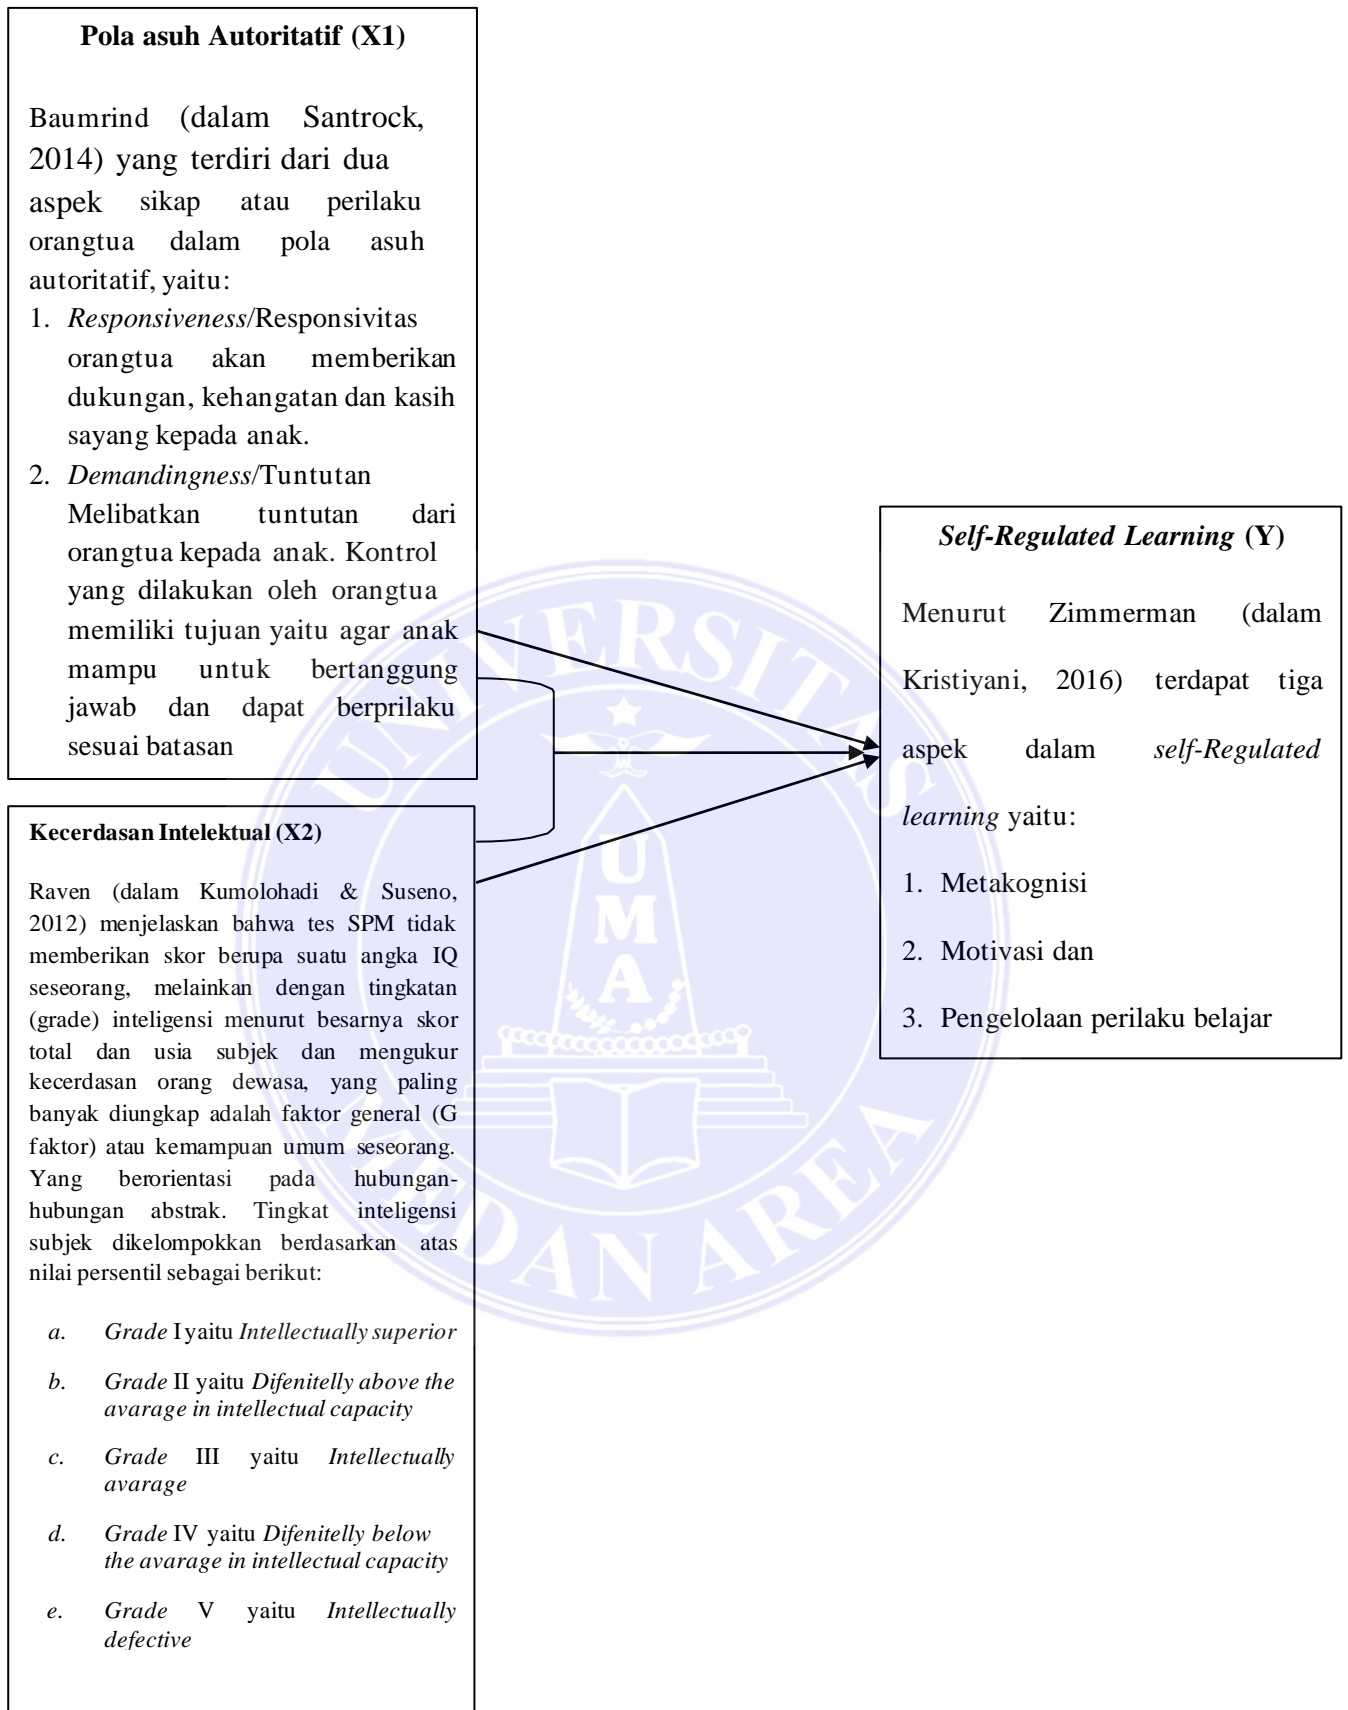 Pola asuh Autoritatif (X1)
Baumrind (dalam Santrock,
2014) yang terdiri dari dua
aspek sikap atau perilaku
orangtua dalam pola asuh
autoritatif, yaitu:
1. Responsiveness/Responsivitas
orangtua akan memberikan
dukungan, kehangatan dan kasih
sayang kepada anak.
2. Demandingness/Tuntutan
Melibatkan tuntutan dari
orangtua kepada anak. Kontrol
yang dilakukan oleh orangtua
memiliki tujuan yaitu agar anak
mampu untuk bertanggung
jawab dan dapat berprilaku
sesuai batasan
Kecerdasan Intelektual (X2)
Raven (dalam Kumolohadi & Suseno,
2012) menjelaskan bahwa tes SPM tidak
memberikan skor berupa suatu angka IQ
seseorang, melainkan dengan tingkatan
(grade) inteligensi menurut besarnya skor
total dan usia subjek dan mengukur
kecerdasan orang dewasa, yang paling
banyak diungkap adalah faktor general (G
faktor) atau kemampuan umum seseorang.
Yang berorientasi pada hubungan-
hubungan abstrak. Tingkat inteligensi
subjek dikelompokkan berdasarkan atas
nilai persentil sebagai berikut:
a. Grade I yaitu Intellectually superior
b. Grade II yaitu Difenitelly above the
avarage in intellectual capacity
c. Grade III yaitu Intellectually
avarage
d. Grade IV yaitu Difenitelly below
the avarage in intellectual capacity
e. Grade V yaitu Intellectually
defective
Self-Regulated Learning (Y)
Menurut Zimmerman (dalam
Kristiyani, 2016) terdapat tiga
aspek dalam self-Regulated
learning yaitu:
1. Metakognisi
2. Motivasi dan
3. Pengelolaan perilaku belajar
UNIVERSITAS
UMA
MEDAN AREA